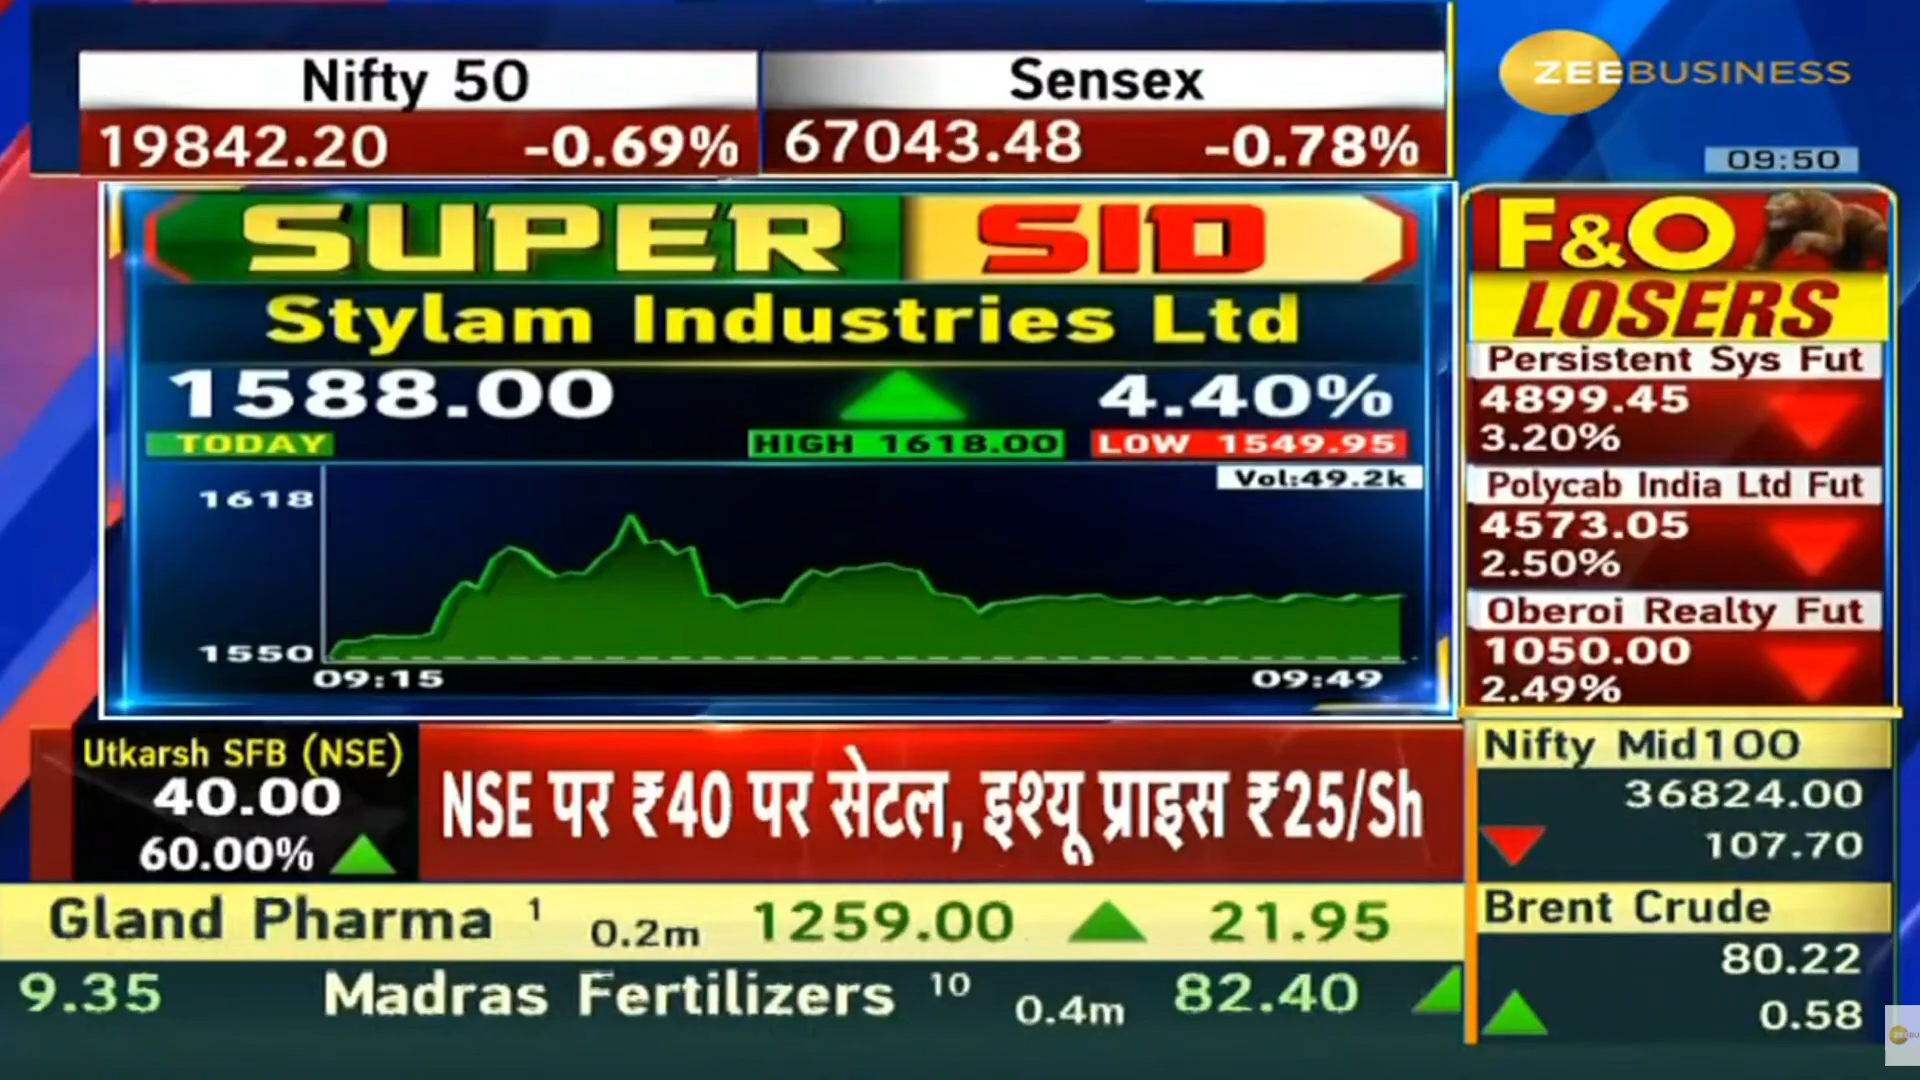 Nifty 50
19842.20 -0.69%
Sensex
67043.48 -0.78%
ZEEBUSINESS
09:50
SUPER SID
Stylam Industries Ltd
1588.00 4.40%
TODAY HIGH 1618.00 LOW 1549.95
Vol:49.2k
1618
1550
09:15 09:49
F&O
LOSERS
Persistent Sys Fut
4899.45
3.20%
Polycab India Ltd Fut
4573.05
2.50%
Oberoi Realty Fut
1050.00
2.49%
Utkarsh SFB (NSE)
40.00
60.00%
NSE पर ₹40 पर सेटल, इश्यू प्राइस ₹25/Sh
Nifty Mid100
36824.00
107.70
Brent Crude
80.22
0.58
Gland Pharma 1 0.2m 1259.00 21.95
9.35 Madras Fertilizers 10 0.4m 82.40